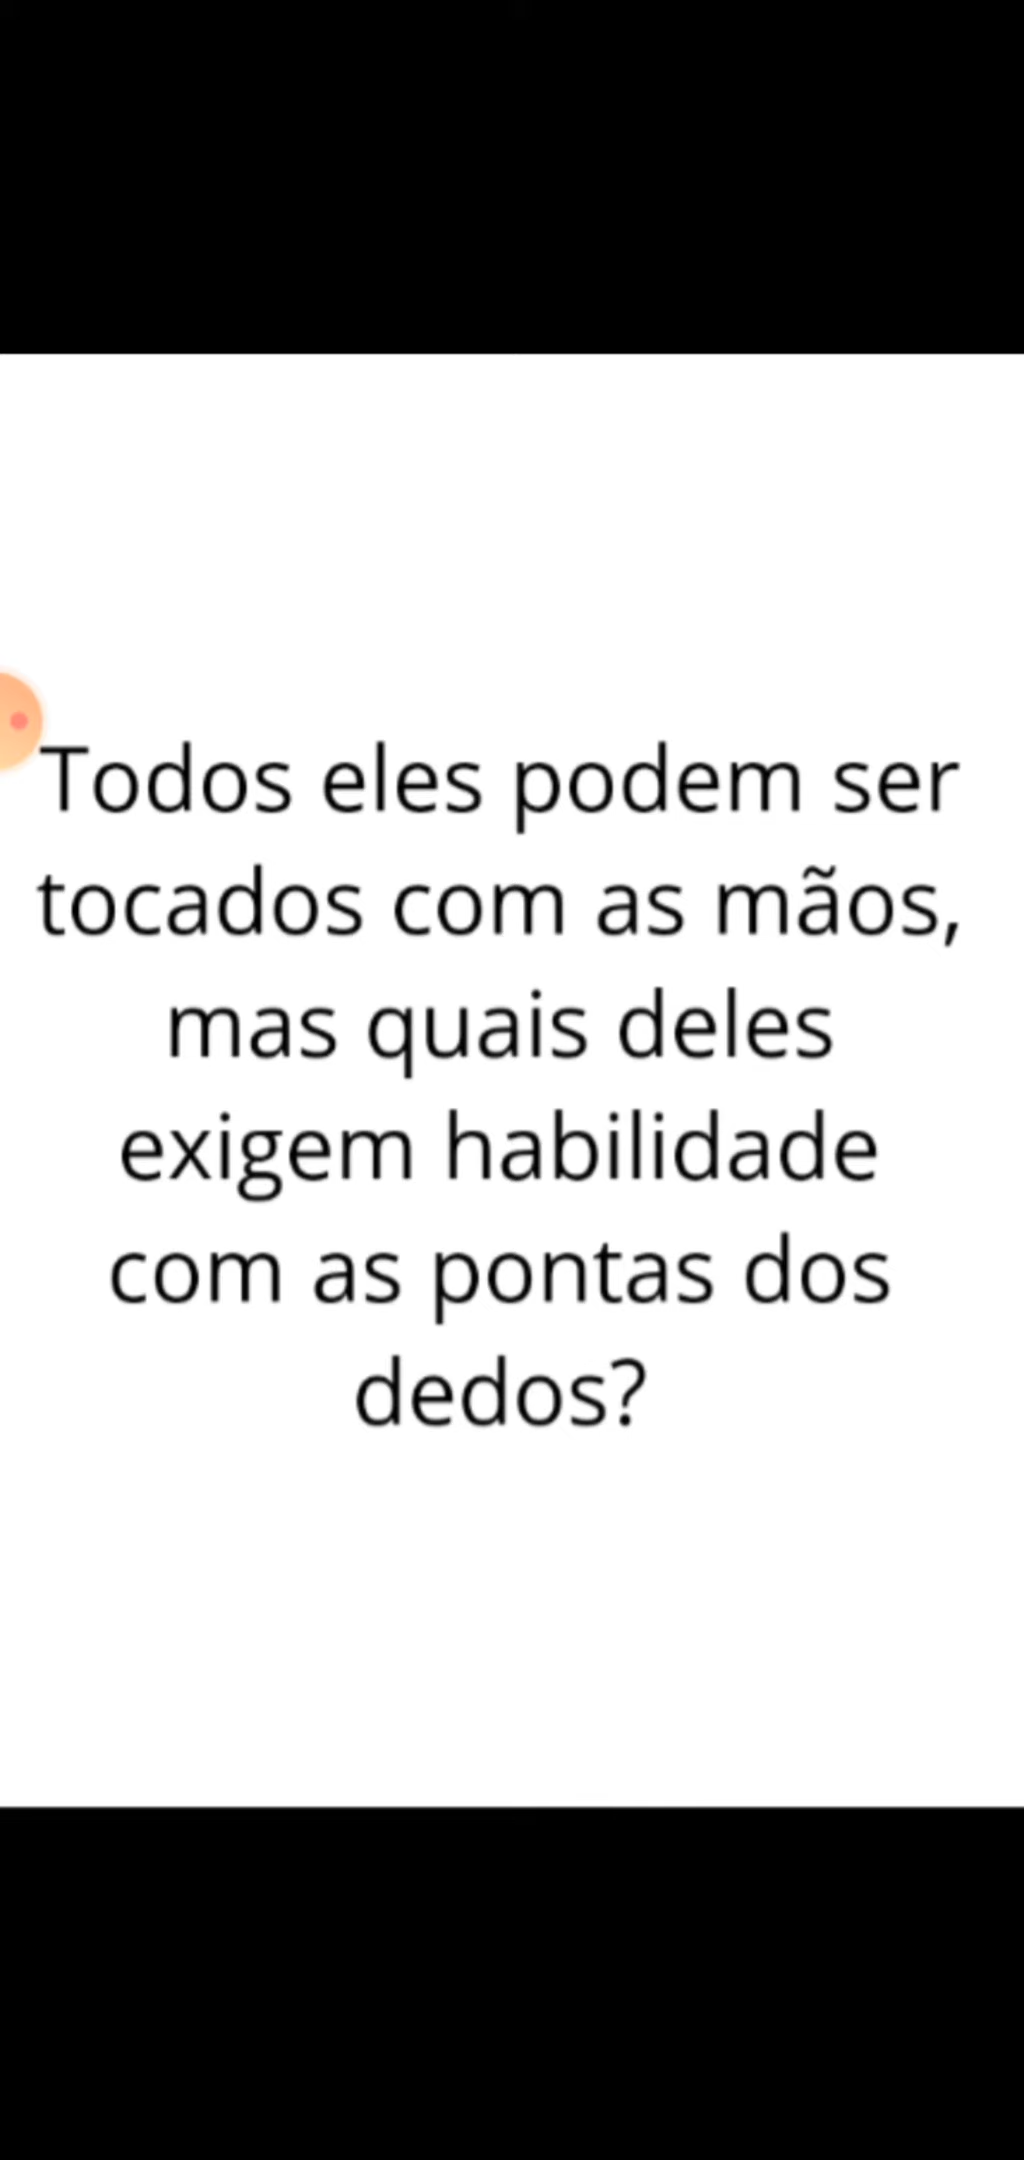 Todos eles podem ser
tocados com as mãos,
mas quais deles
exigem habilidade
com as pontas dos
dedos?